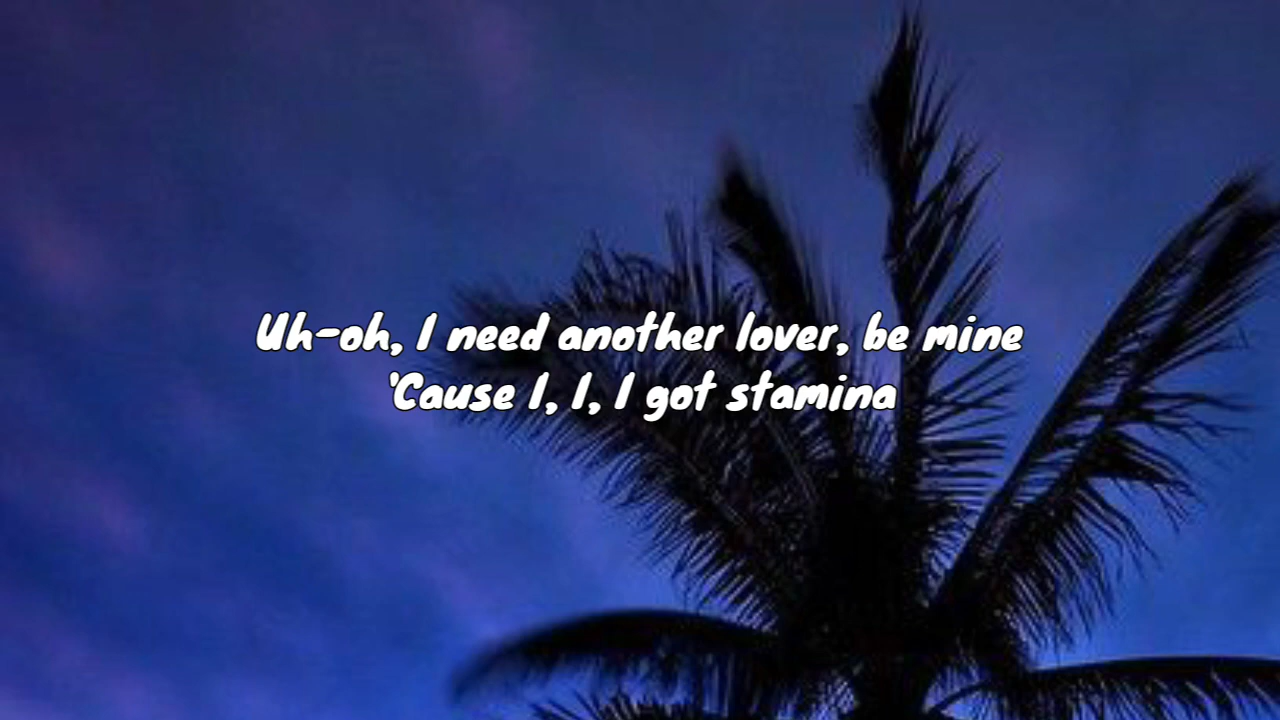 Uh-oh, I need another lover, be mine
'Cause I, I, I got stamina